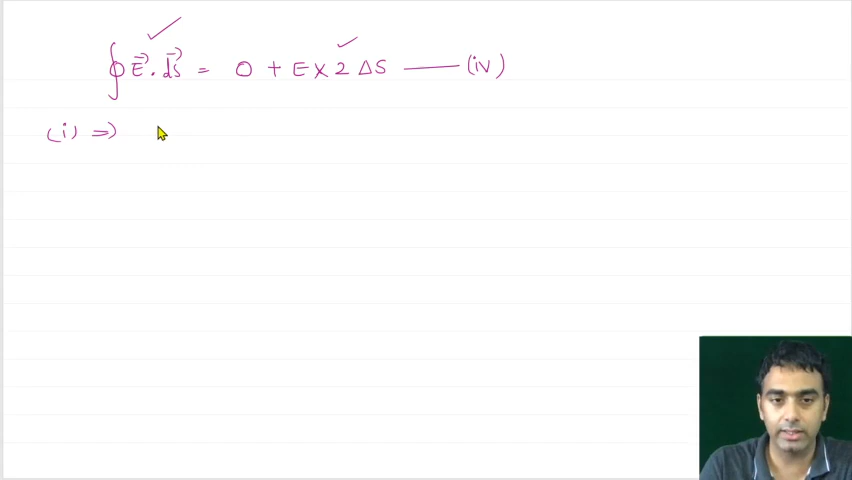 ∮ E⃗ . ds⃗ = 0 + E × 2 ΔS —— (iv)
(i) ⇒